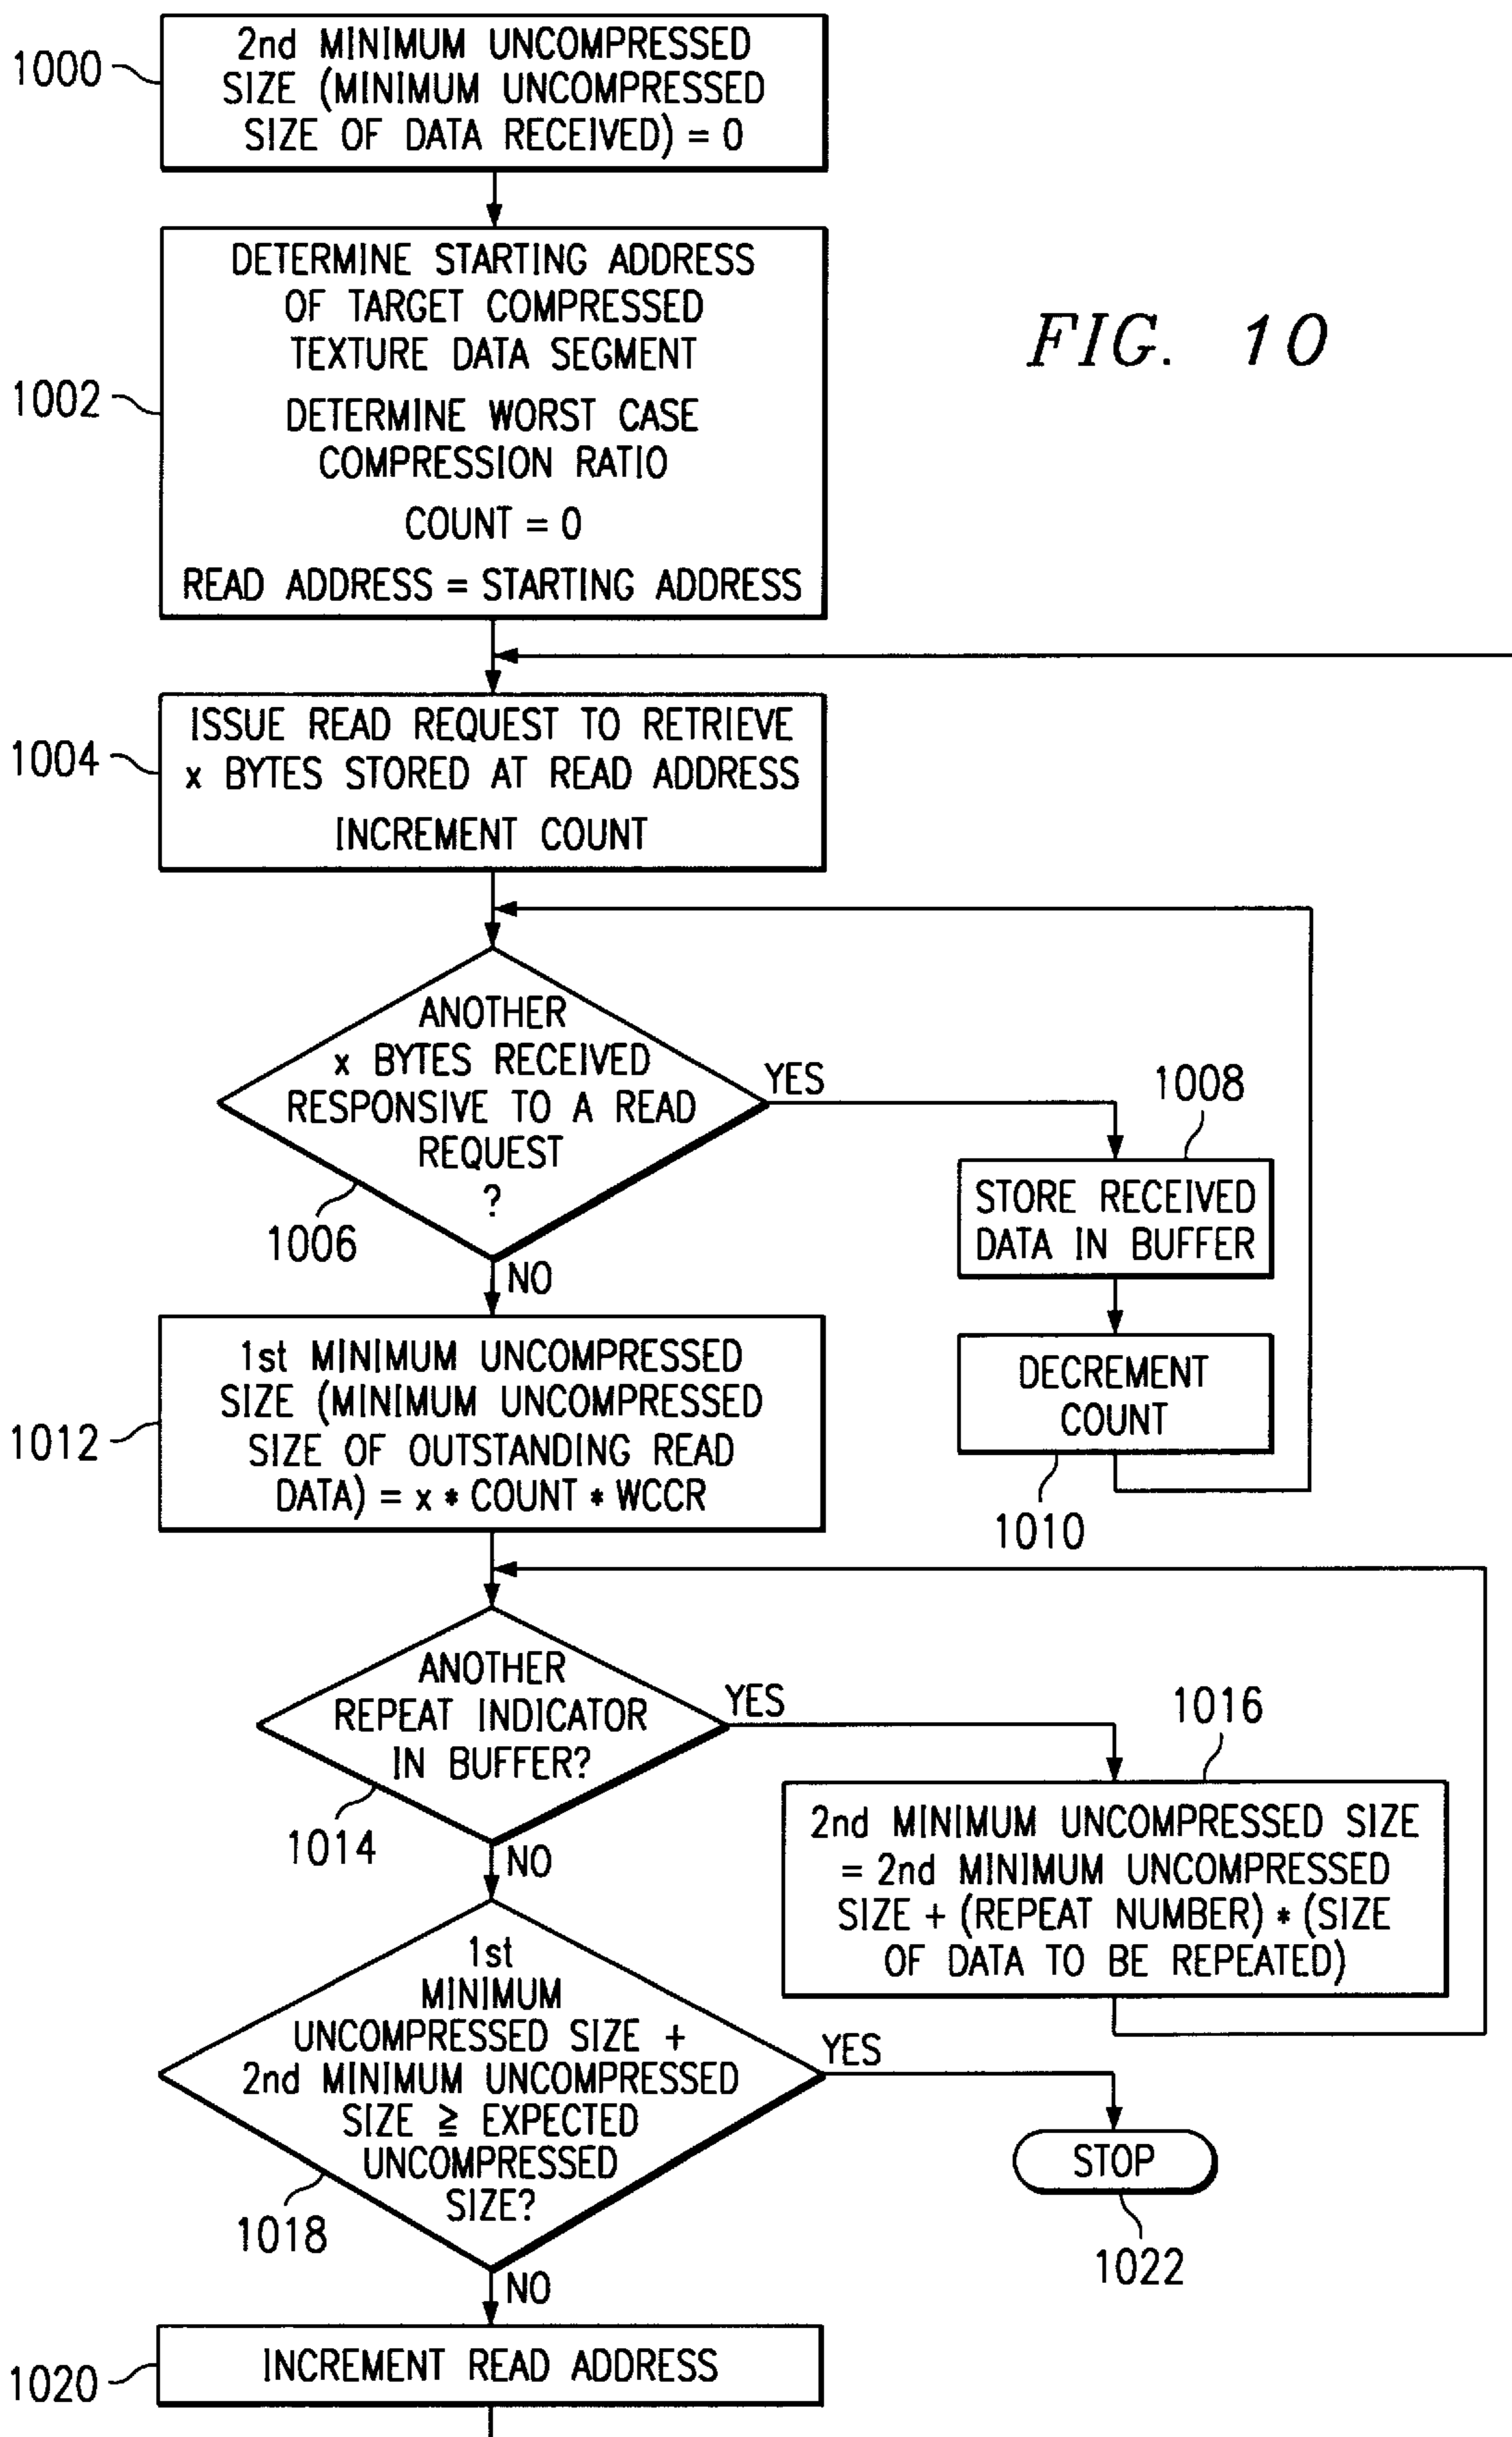 1000
2nd MINIMUM UNCOMPRESSED
SIZE (MINIMUM UNCOMPRESSED
SIZE OF DATA RECEIVED) = 0
1002
DETERMINE STARTING ADDRESS
OF TARGET COMPRESSED
TEXTURE DATA SEGMENT
DETERMINE WORST CASE
COMPRESSION RATIO
COUNT = 0
READ ADDRESS = STARTING ADDRESS
FIG. 10
1004
ISSUE READ REQUEST TO RETRIEVE
x BYTES STORED AT READ ADDRESS
INCREMENT COUNT
ANOTHER
x BYTES RECEIVED
RESPONSIVE TO A READ
REQUEST
?
1006
YES
NO
1008
STORE RECEIVED
DATA IN BUFFER
DECREMENT
COUNT
1010
1012
1st MINIMUM UNCOMPRESSED
SIZE (MINIMUM UNCOMPRESSED
SIZE OF OUTSTANDING READ
DATA) = x * COUNT * WCCR
ANOTHER
REPEAT INDICATOR
IN BUFFER?
1014
YES
NO
1016
2nd MINIMUM UNCOMPRESSED SIZE
= 2nd MINIMUM UNCOMPRESSED
SIZE + (REPEAT NUMBER) * (SIZE
OF DATA TO BE REPEATED)
1st
MINIMUM
UNCOMPRESSED SIZE +
2nd MINIMUM UNCOMPRESSED
SIZE ≧ EXPECTED
UNCOMPRESSED
SIZE?
1018
YES
NO
STOP
1022
1020
INCREMENT READ ADDRESS